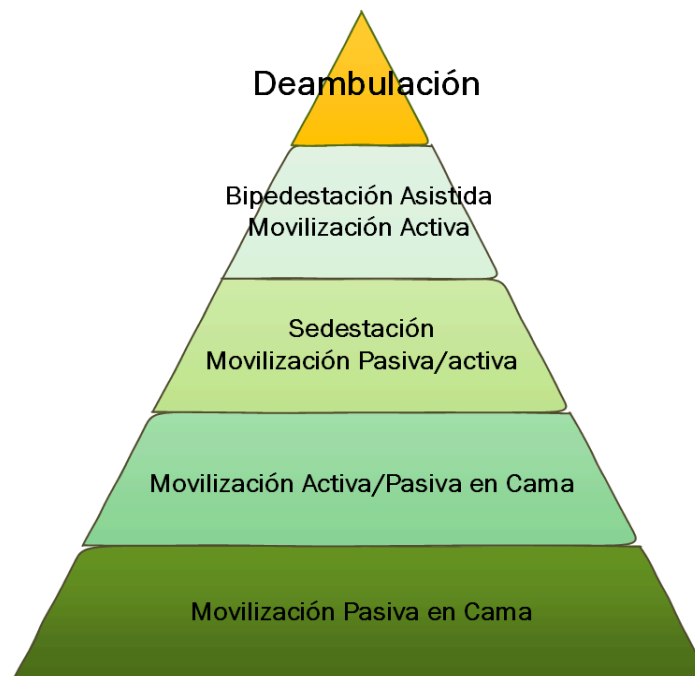 Deambulación
Bipedestación Asistida
Movilización Activa
Sedestación
Movilización Pasiva/activa
Movilización Activa/Pasiva en Cama
Movilización Pasiva en Cama